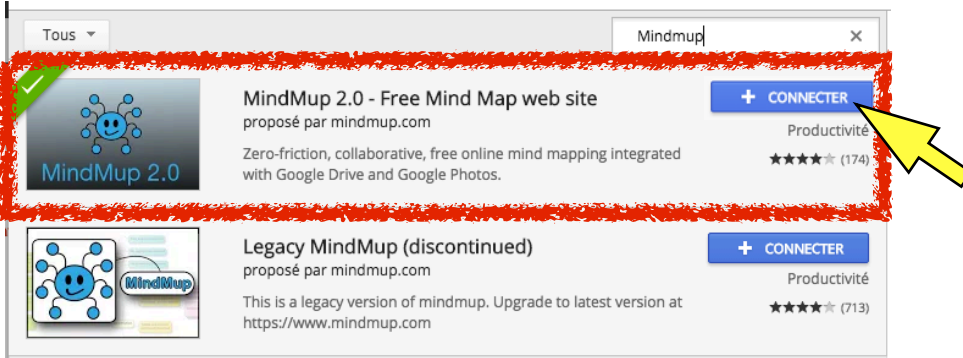 Tous
Mindmup
MindMup 2.0 - Free Mind Map web site
+ CONNECTER
proposé par mindmup.com
Productivité
Zero-friction, collaborative, free online mind mapping integrated
with Google Drive and Google Photos.
★★★★☆ (174)
MindMup 2.0
Legacy MindMup (discontinued)
+ CONNECTER
proposé par mindmup.com
Productivité
MindMup
This is a legacy version of mindmup. Upgrade to latest version at
https://www.mindmup.com
★★★★☆ (713)